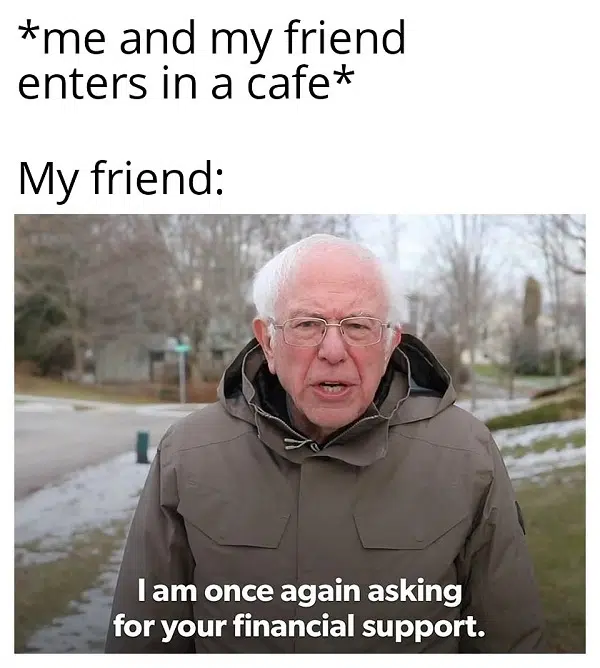 *me and my friend
enters in a cafe*
My friend:
I am once again asking
for your financial support.